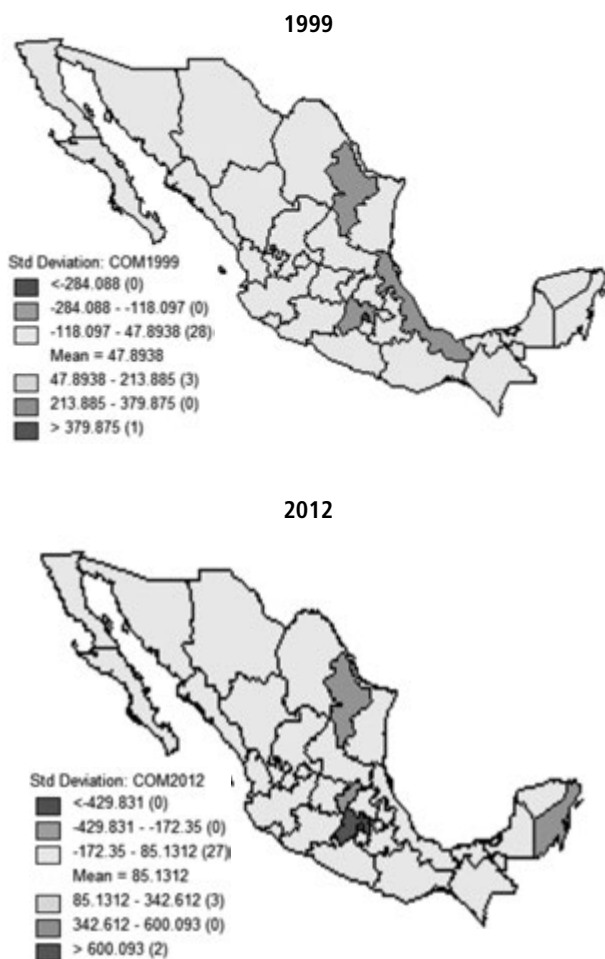 1999
Std Deviation: COM1999
<-284.088 (0)
-284.088 - -118.097 (0)
-118.097 - 47.8938 (28)
Mean = 47.8938
47.8938 - 213.885 (3)
213.885 - 379.875 (0)
> 379.875 (1)
2012
Std Deviation: COM2012
<-429.831 (0)
-429.831 - -172.35 (0)
-172.35 - 85.1312 (27)
Mean = 85.1312
85.1312 - 342.612 (3)
342.612 - 600.093 (0)
> 600.093 (2)